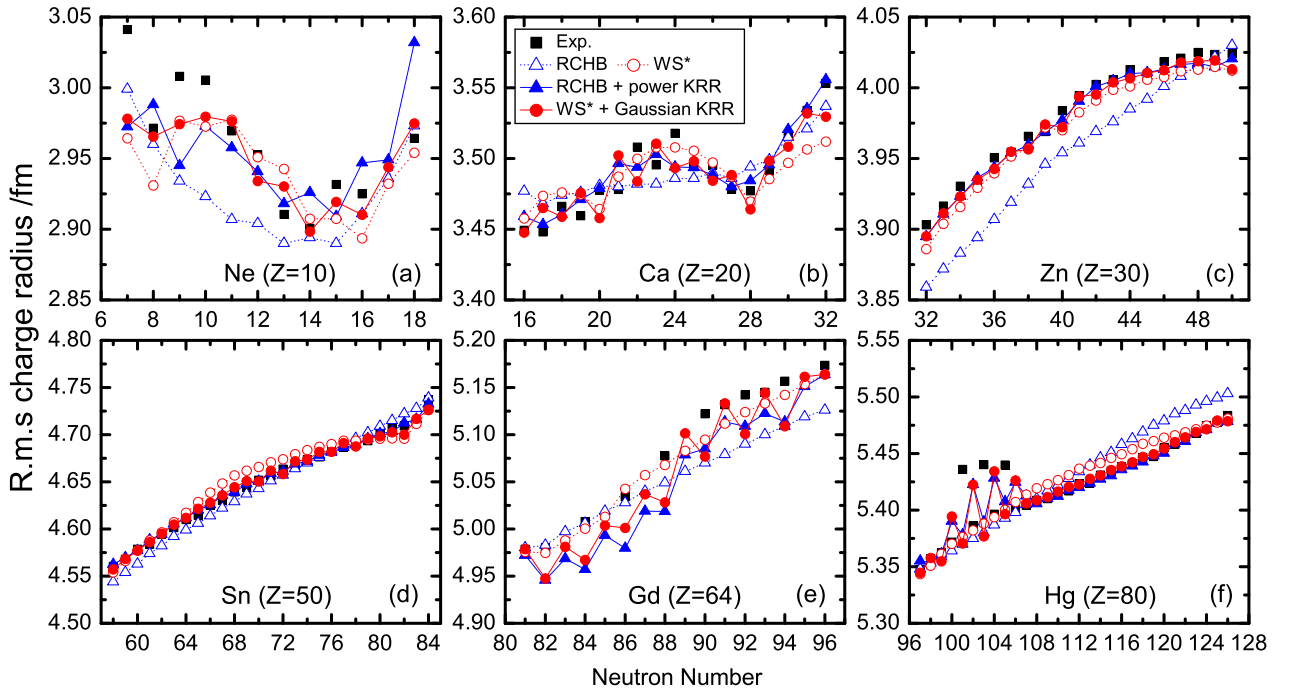 R.m.s charge radius /fm
3.05
3.00
2.95
2.90
2.85
6 8 10 12 14 16 18
Ne (Z=10) (a)
3.60
3.55
3.50
3.45
3.40
16 20 24 28 32
Exp.
RCHB WS*
RCHB + power KRR
WS* + Gaussian KRR
Ca (Z=20) (b)
4.05
4.00
3.95
3.90
3.85
32 36 40 44 48
Zn (Z=30) (c)
4.80
4.75
4.70
4.65
4.60
4.55
4.50
60 64 68 72 76 80 84
Sn (Z=50) (d)
5.20
5.15
5.10
5.05
5.00
4.95
4.90
80 82 84 86 88 90 92 94 96
Gd (Z=64) (e)
5.55
5.50
5.45
5.40
5.35
5.30
96 100 104 108 112 116 120 124 128
Hg (Z=80) (f)
Neutron Number